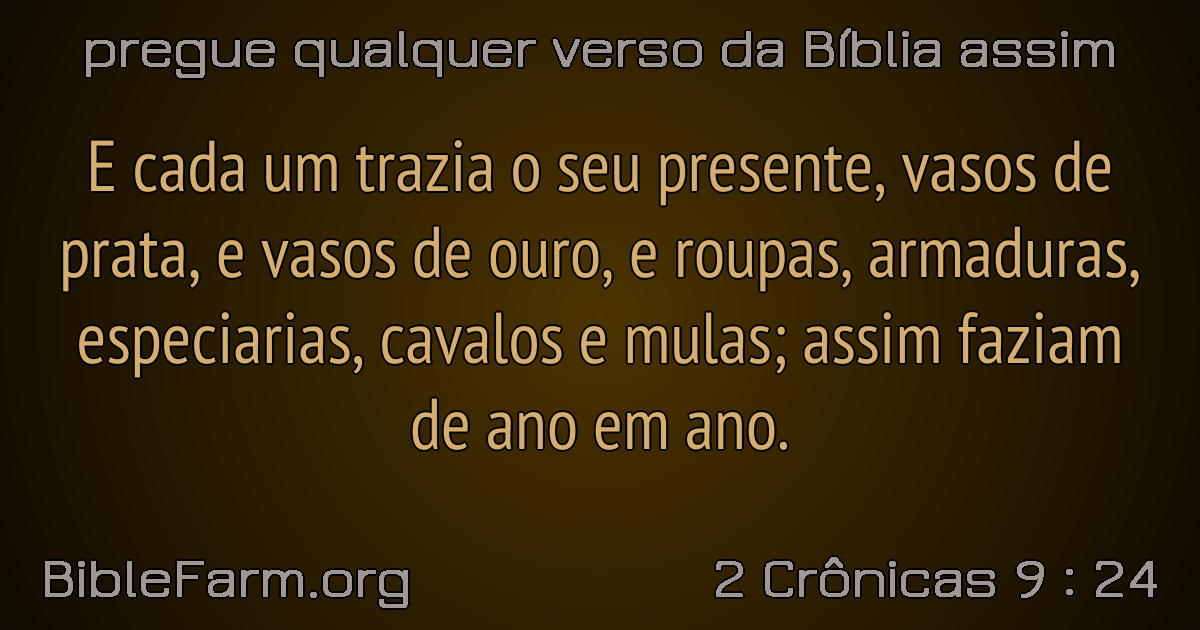 pregue qualquer verso da Bíblia assim
E cada um trazia o seu presente, vasos de
prata, e vasos de ouro, e roupas, armaduras,
especiarias, cavalos e mulas; assim faziam
de ano em ano.
BibleFarm.org
2 Crônicas 9 : 24